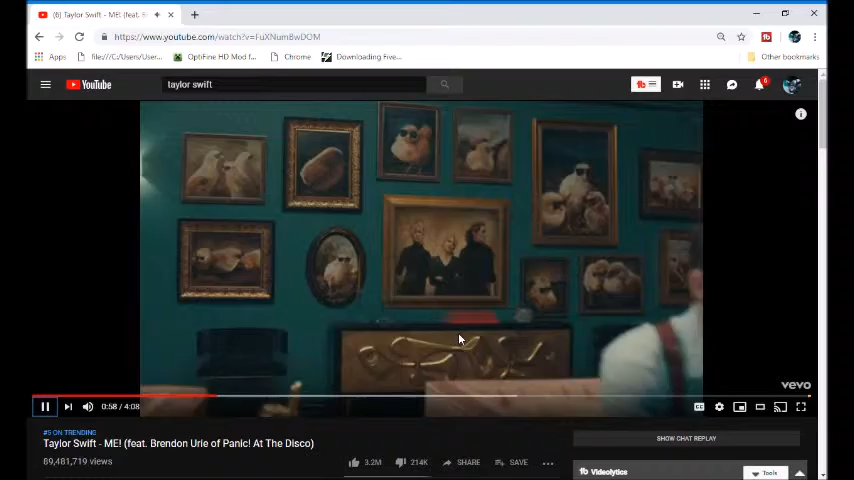 (6) Taylor Swift - ME! (feat. B
https://www.youtube.com/watch?v=FuXNumBwDOM
Apps file:///C:/Users/User... OptiFine HD Mod f... Chrome Downloading Five... Other bookmarks
YouTube taylor swift 6
vevo
0:58 / 4:08 CC
#5 ON TRENDING
Taylor Swift - ME! (feat. Brendon Urie of Panic! At The Disco)
89,481,719 views 3.2M 214K SHARE SAVE
SHOW CHAT REPLAY
Videolytics Tools